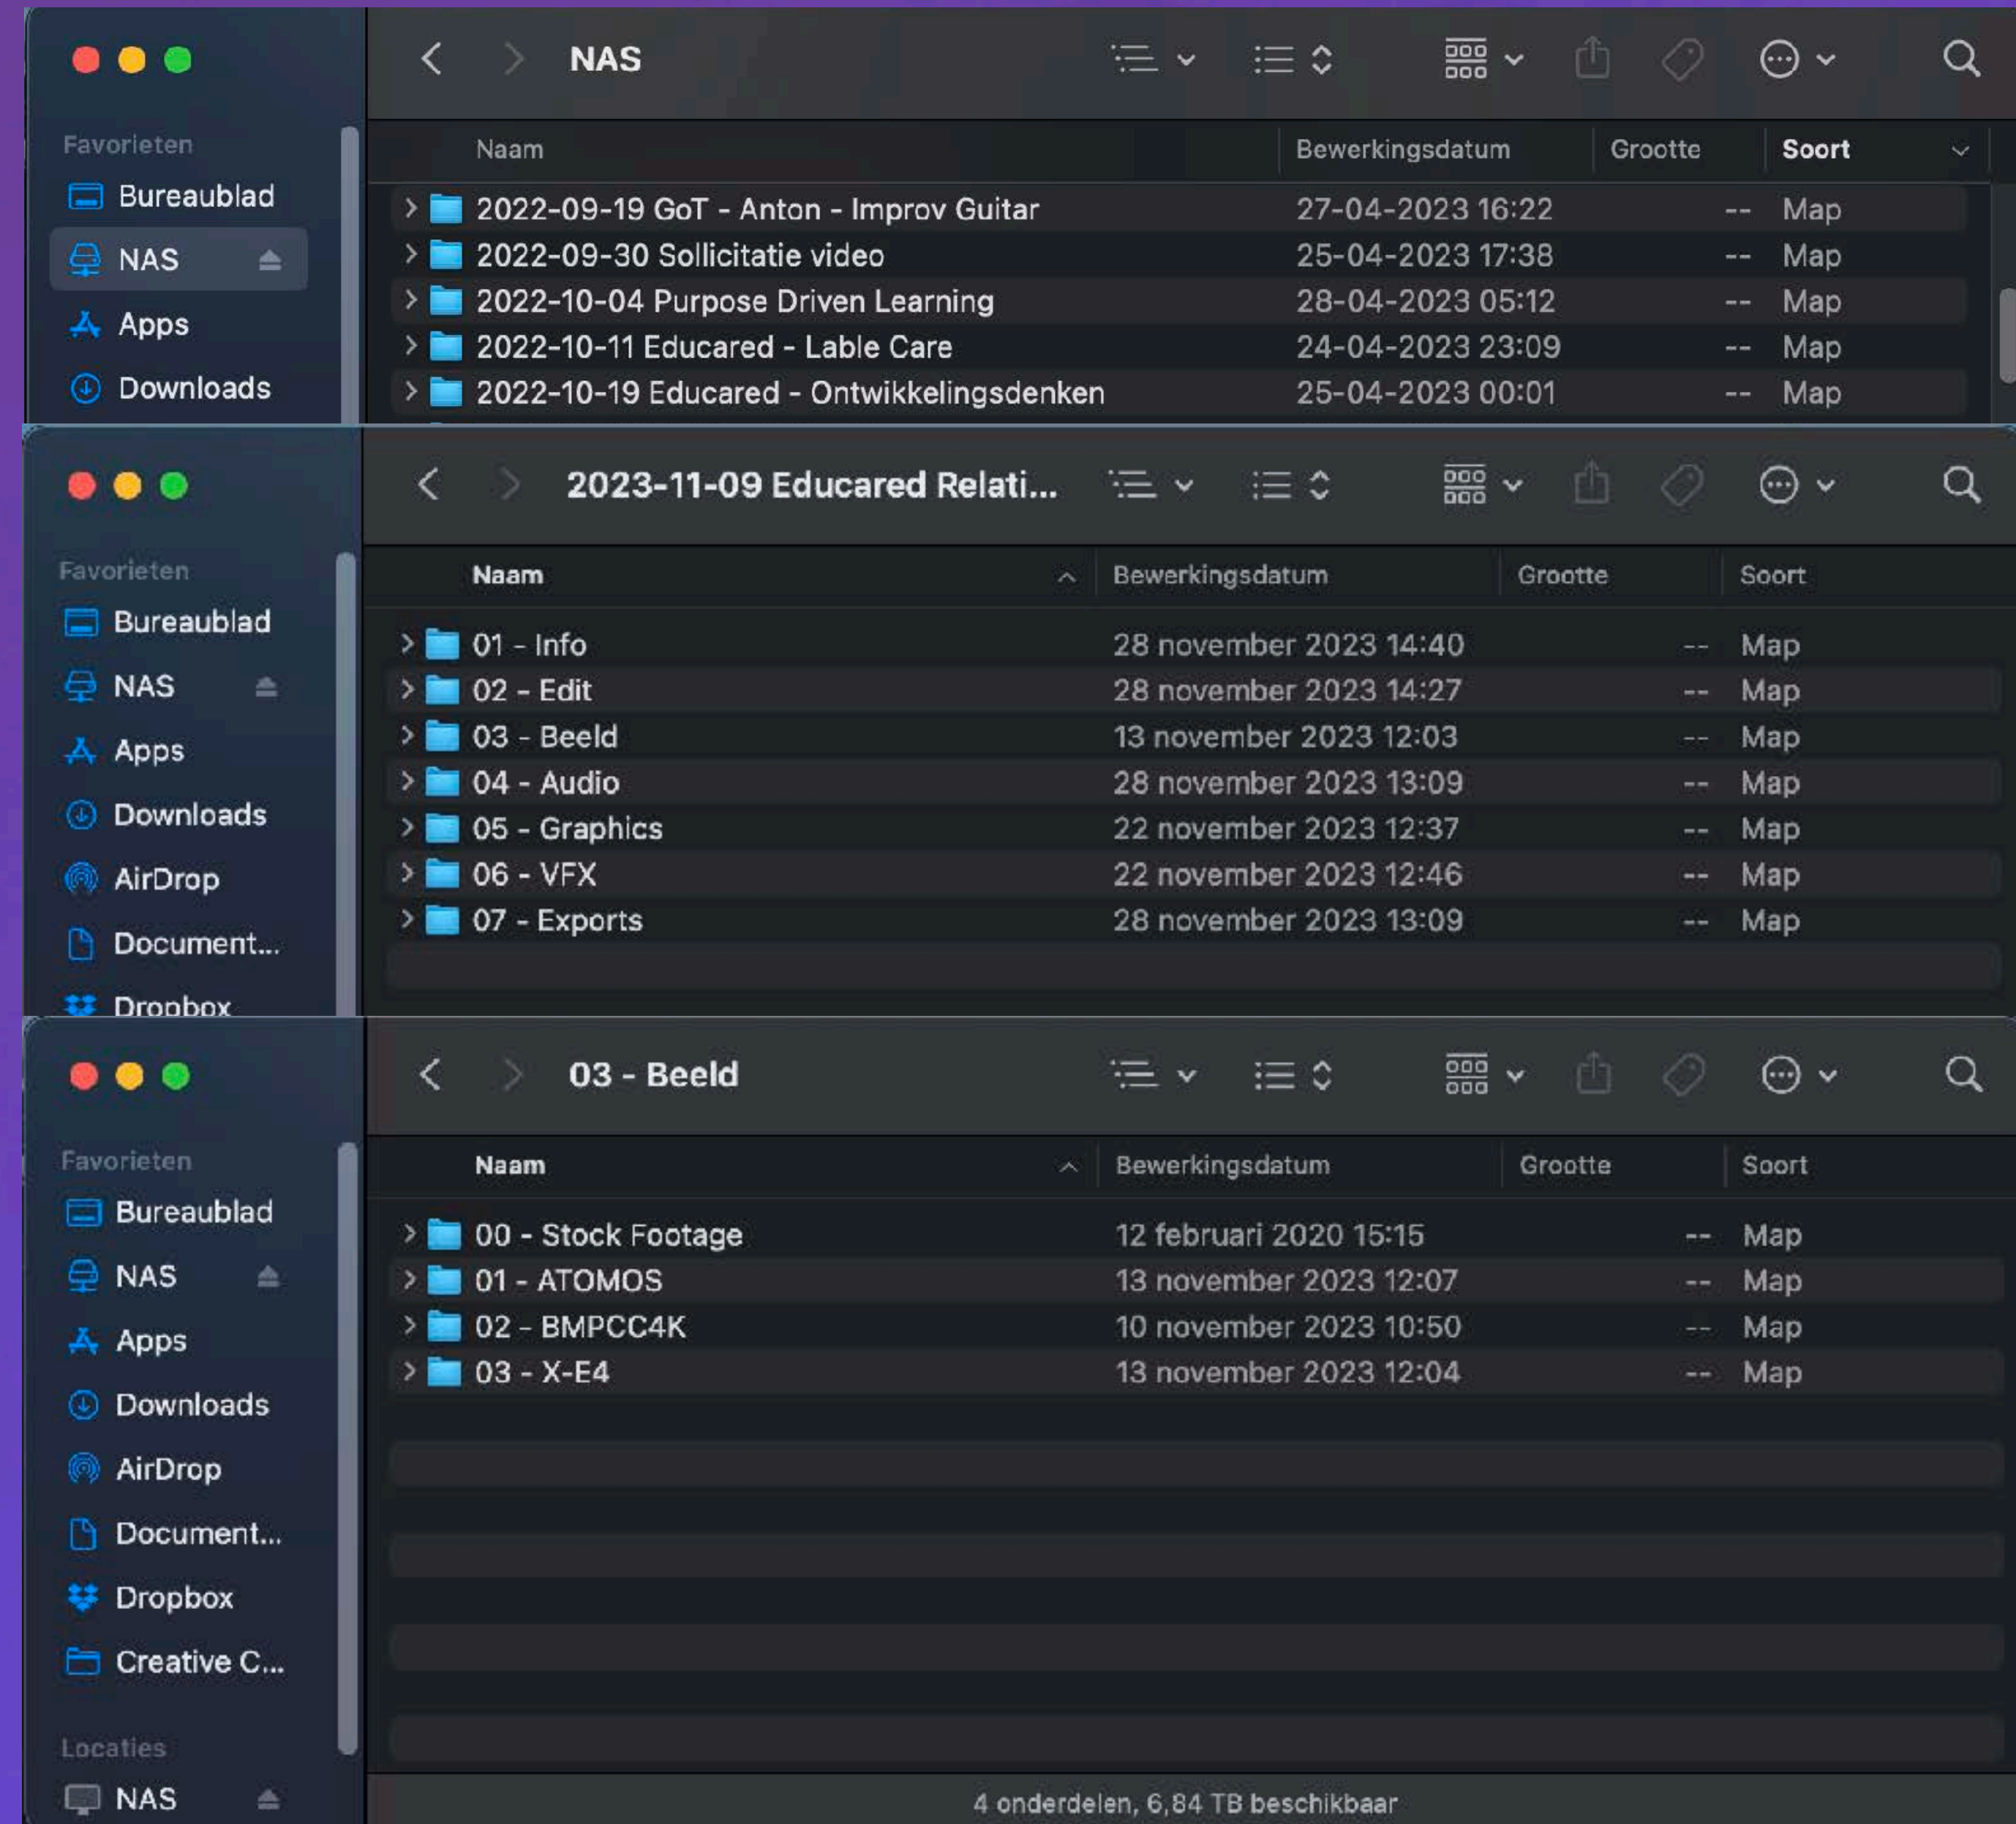 NAS
Favorieten
Naam Bewerkingsdatum Grootte Soort
Bureaublad
2022-09-19 GoT - Anton - Improv Guitar 27-04-2023 16:22 -- Map
NAS
2022-09-30 Sollicitatie video 25-04-2023 17:38 -- Map
Apps
2022-10-04 Purpose Driven Learning 28-04-2023 05:12 -- Map
2022-10-11 Educared - Lable Care 24-04-2023 23:09 -- Map
Downloads
2022-10-19 Educared - Ontwikkelingsdenken 25-04-2023 00:01 -- Map
2023-11-09 Educared Relati...
Favorieten
Naam Bewerkingsdatum Grootte Soort
Bureaublad
01 - Info 28 november 2023 14:40 -- Map
NAS
02 - Edit 28 november 2023 14:27 -- Map
Apps
03 - Beeld 13 november 2023 12:03 -- Map
04 - Audio 28 november 2023 13:09 -- Map
Downloads
05 - Graphics 22 november 2023 12:37 -- Map
AirDrop
06 - VFX 22 november 2023 12:46 -- Map
07 - Exports 28 november 2023 13:09 -- Map
Document...
Dropbox
03 - Beeld
Favorieten
Naam Bewerkingsdatum Grootte Soort
Bureaublad
00 - Stock Footage 12 februari 2020 15:15 -- Map
NAS
01 - ATOMOS 13 november 2023 12:07 -- Map
Apps
02 - BMPCC4K 10 november 2023 10:50 -- Map
03 - X-E4 13 november 2023 12:04 -- Map
Downloads
AirDrop
Document...
Dropbox
Creative C...
Locaties
NAS
4 onderdelen, 6,84 TB beschikbaar